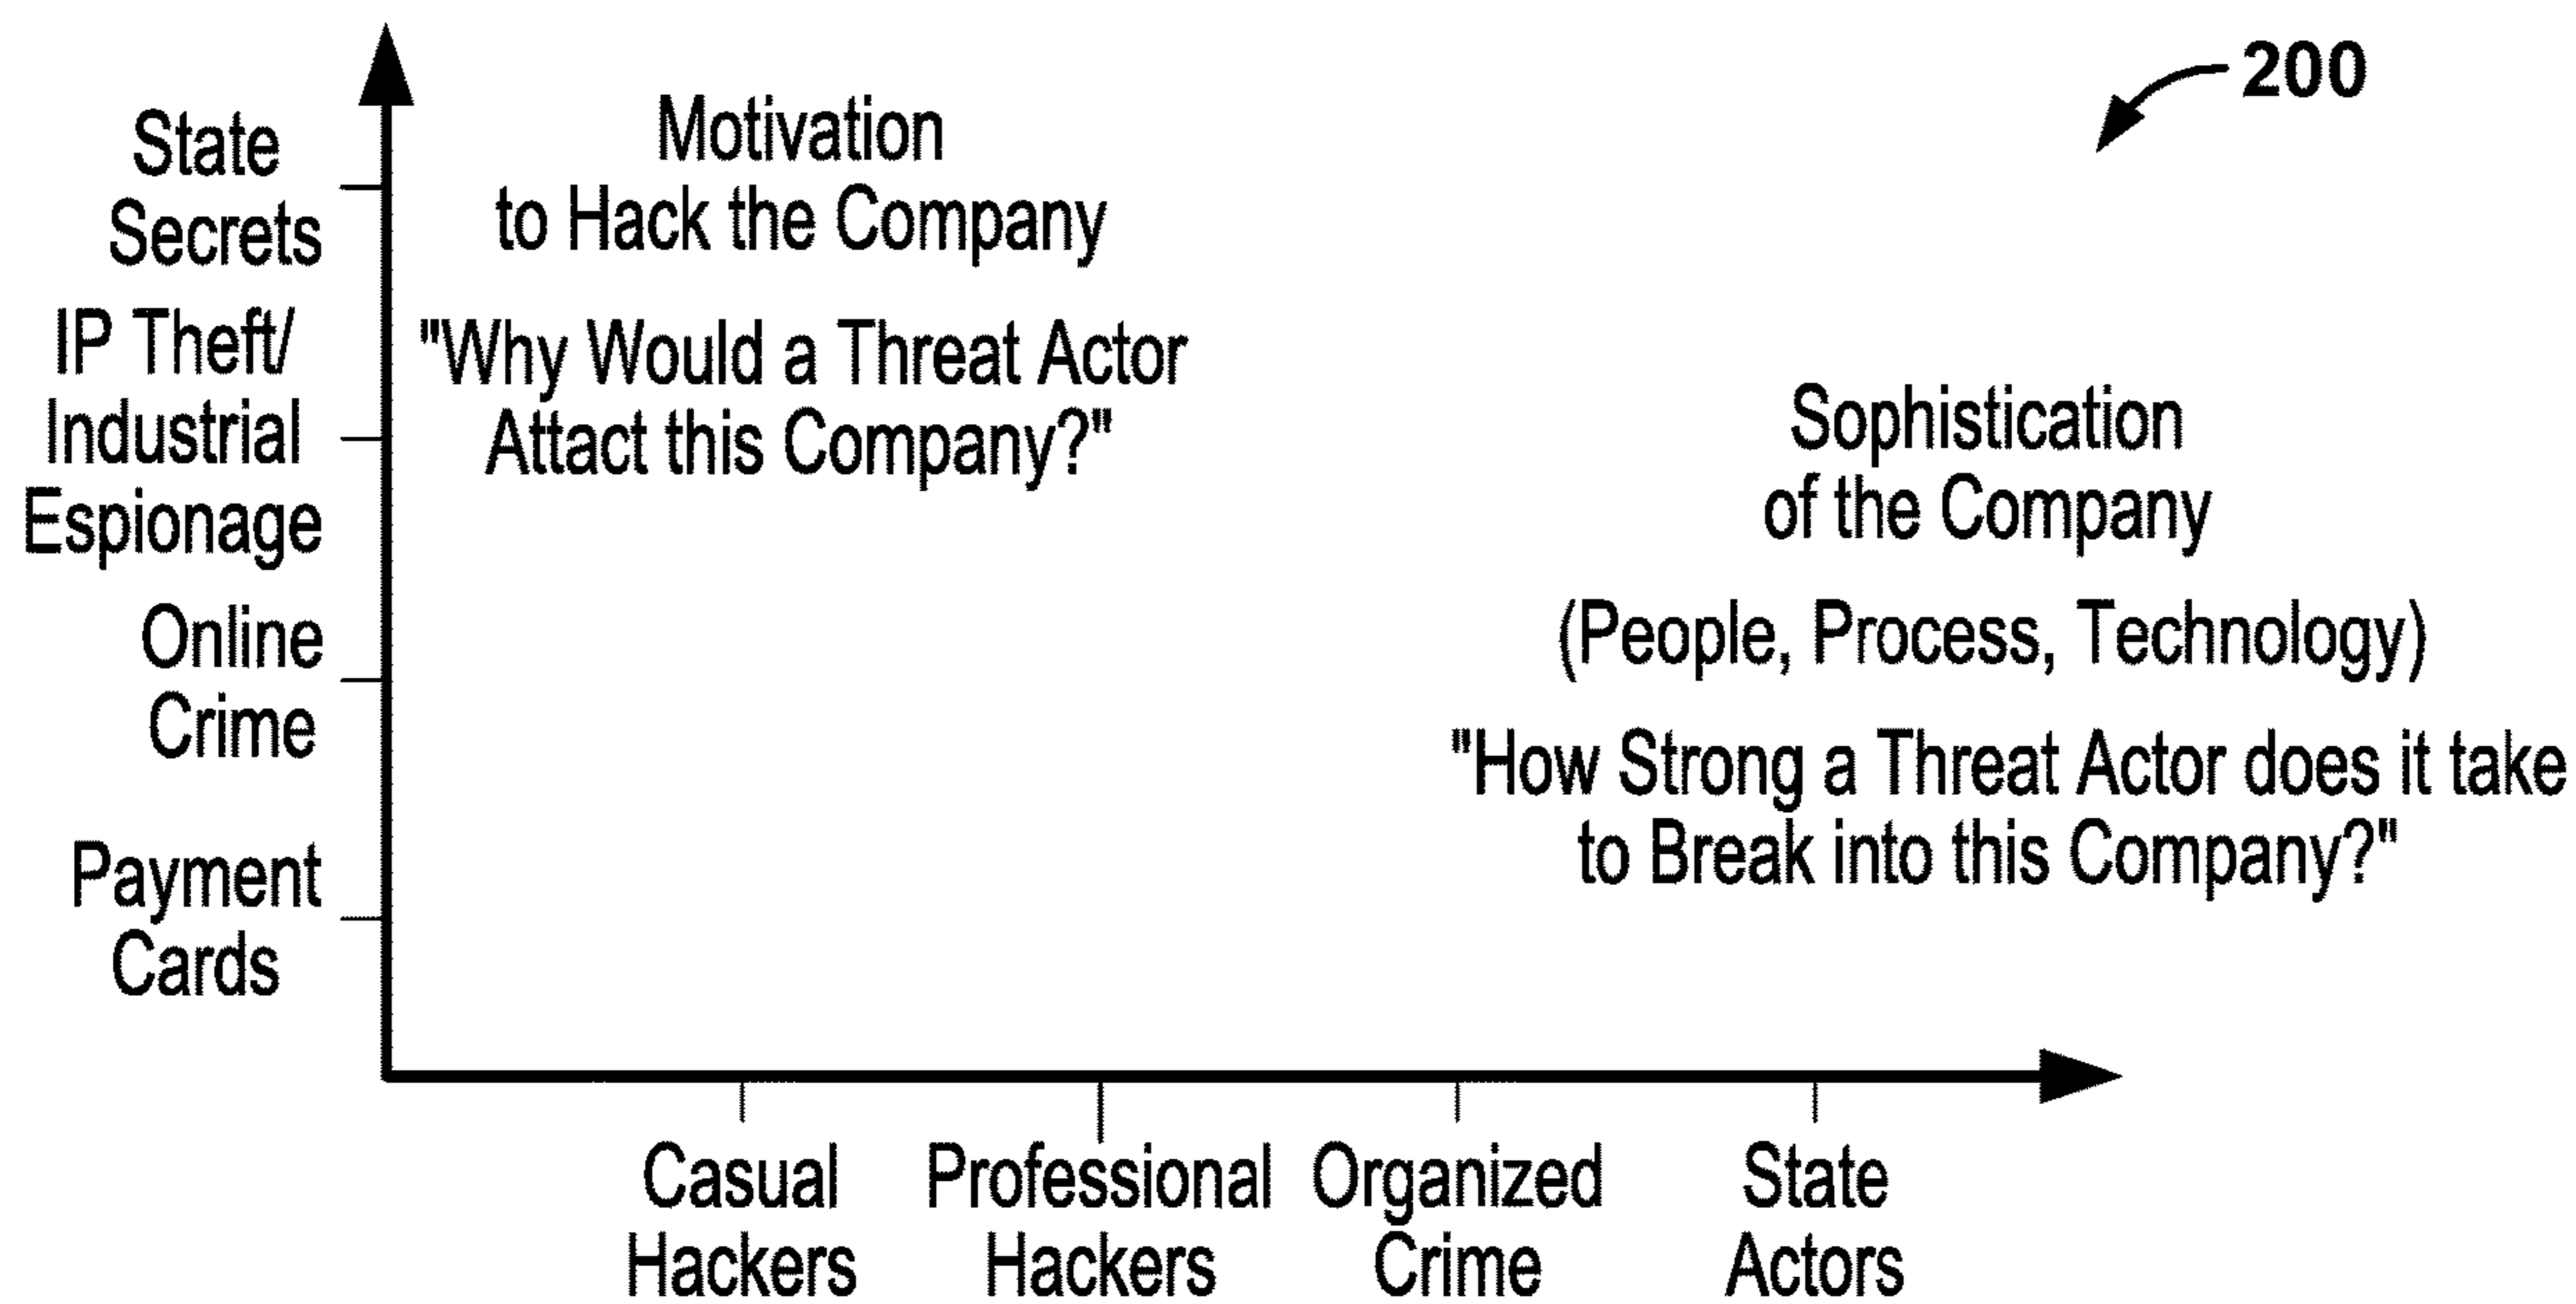 200
State
Secrets
IP Theft/
Industrial
Espionage
Online
Crime
Payment
Cards
Motivation
to Hack the Company
"Why Would a Threat Actor
Attact this Company?"
Sophistication
of the Company
(People, Process, Technology)
"How Strong a Threat Actor does it take
to Break into this Company?"
Casual
Hackers
Professional
Hackers
Organized
Crime
State
Actors